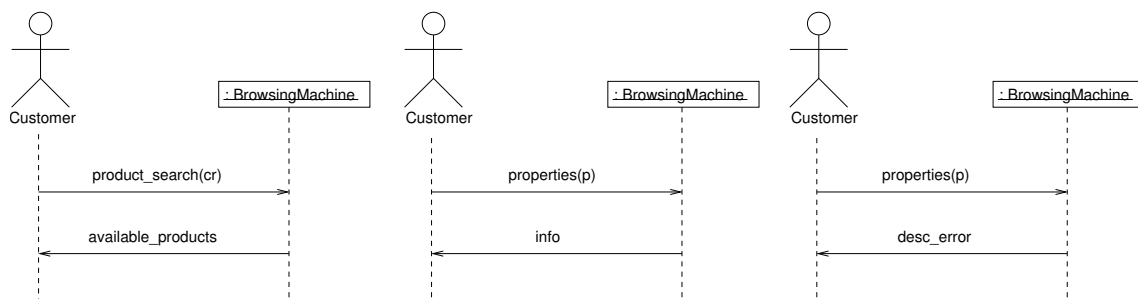 : BrowsingMachine
Customer
product_search(cr)
available_products
: BrowsingMachine
Customer
properties(p)
info
: BrowsingMachine
Customer
properties(p)
desc_error